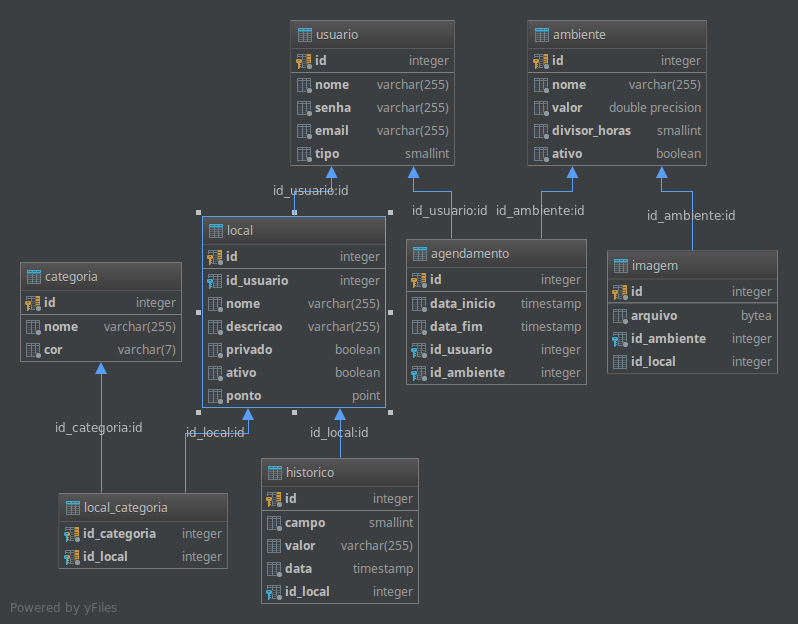 usuario
id integer
nome varchar(255)
senha varchar(255)
email varchar(255)
tipo smallint
ambiente
id integer
nome varchar(255)
valor double precision
divisor_horas smallint
ativo boolean
id_usuario:id
id_usuario:id
id_ambiente:id
id_ambiente:id
local
id integer
id_usuario integer
nome varchar(255)
descricao varchar(255)
privado boolean
ativo boolean
ponto point
agendamento
id integer
data_inicio timestamp
data_fim timestamp
id_usuario integer
id_ambiente integer
imagem
id integer
arquivo bytea
id_ambiente integer
id_local integer
categoria
id integer
nome varchar(255)
cor varchar(7)
id_categoria:id
id_local:id
id_local:id
local_categoria
id_categoria integer
id_local integer
historico
id integer
campo smallint
valor varchar(255)
data timestamp
id_local integer
Powered by yFiles